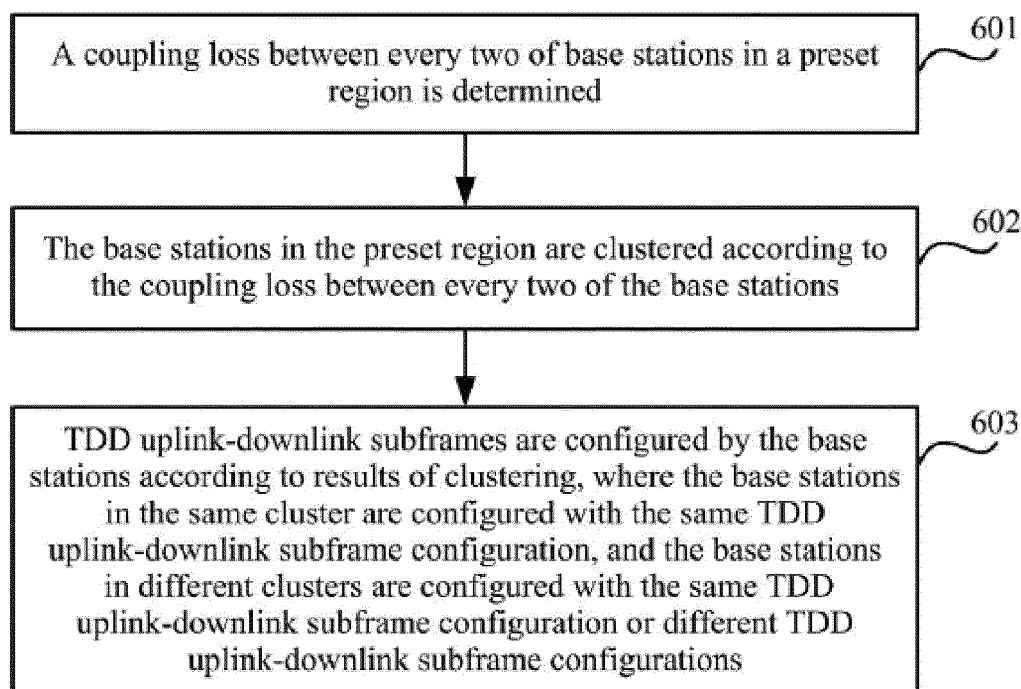 601
A coupling loss between every two of base stations in a preset
region is determined
602
The base stations in the preset region are clustered according to
the coupling loss between every two of the base stations
603
TDD uplink-downlink subframes are configured by the base
stations according to results of clustering, where the base stations
in the same cluster are configured with the same TDD
uplink-downlink subframe configuration, and the base stations
in different clusters are configured with the same TDD
uplink-downlink subframe configuration or different TDD
uplink-downlink subframe configurations